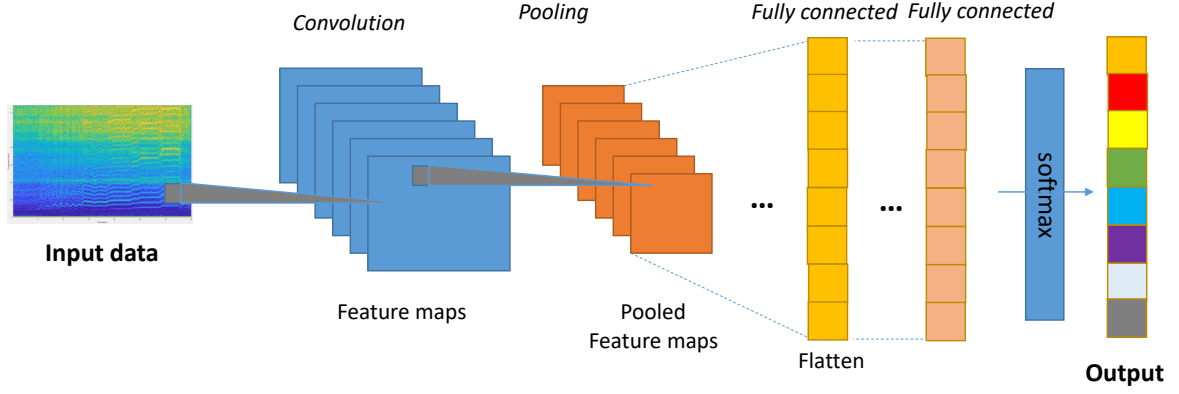 Convolution
Pooling
Fully connected
Fully connected
Input data
Feature maps
Pooled
Feature maps
...
Flatten
...
softmax
Output